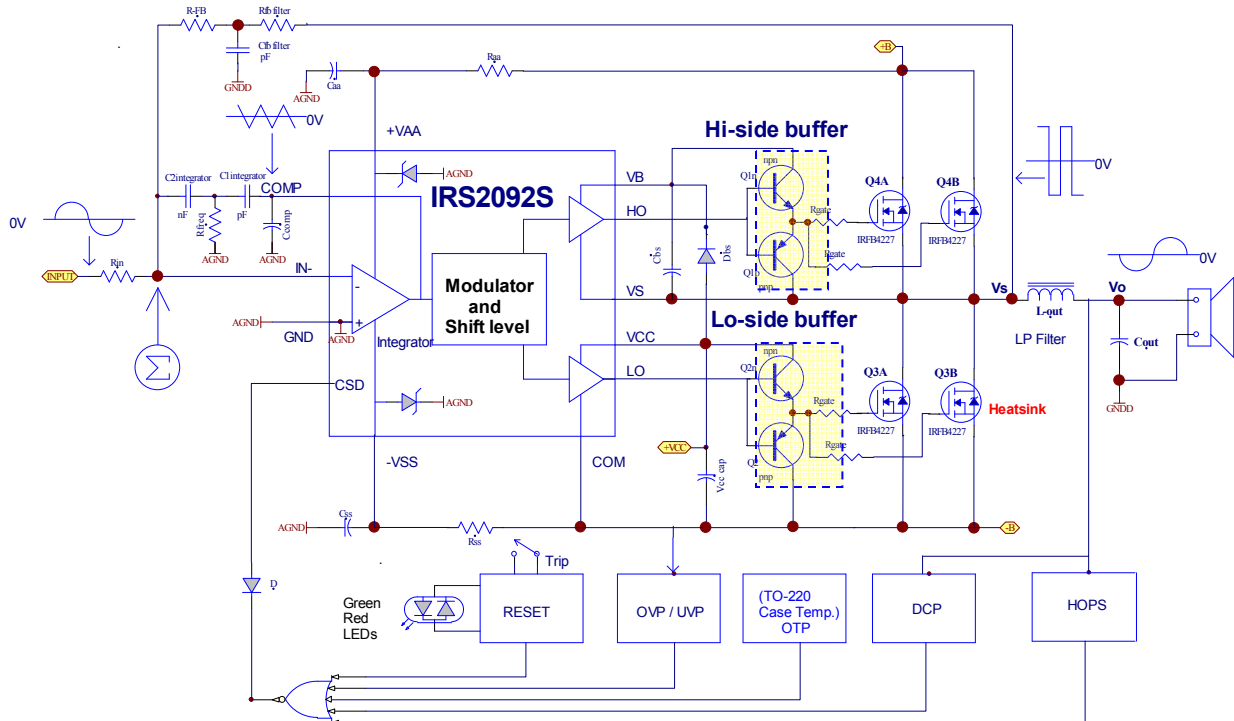 R-FB
Rfb filter
Cfb filter
pF
GNDD
Caa
AGND
Raa
+B
0V
+VAA
AGND
Hi-side buffer
C2integrator
nF
C1integrator
pF
COMP
Rfreq
Ccomp
AGND
AGND
IRS2092S
VB
HO
VS
Cbs
Dbs
npn
Q1n
Q1p
pnp
Rgate
Rgate
Q4A
IRFB4227
Q4B
IRFB4227
0V
0V
INPUT
Rin
IN-
-
+
AGND
AGND
GND
Integrator
Modulator
and
Shift level
Σ
CSD
AGND
-VSS
COM
VCC
LO
Lo-side buffer
npn
Q2n
pnp
Rgate
Rgate
Q3A
IRFB4227
Q3B
IRFB4227
Heatsink
Vs
L-out
LP Filter
Vo
Cout
GNDD
0V
+VCC
Vcc cap
AGND
Css
Rss
-B
D
Trip
Green
Red
LEDs
RESET
OVP / UVP
(TO-220
Case Temp.)
OTP
DCP
HOPS